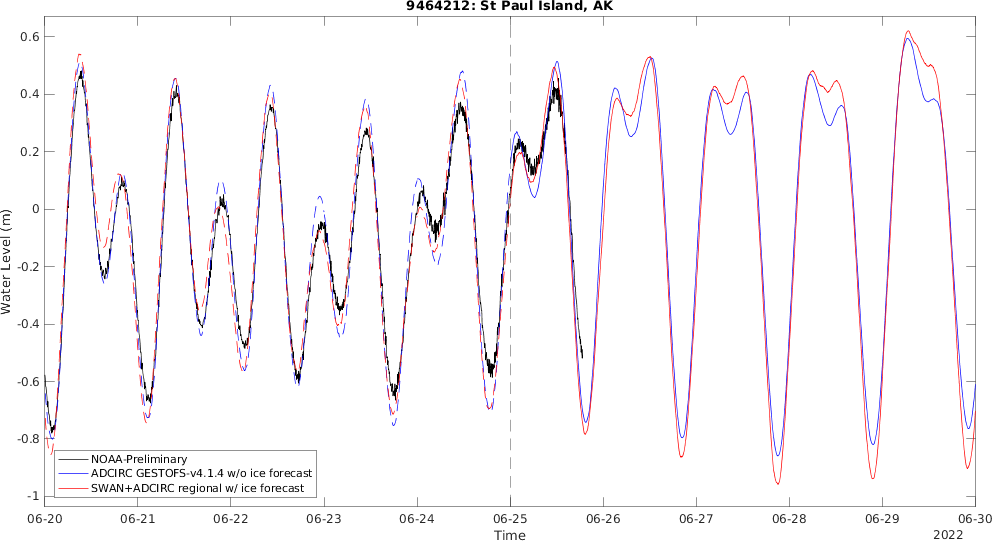 9464212: St Paul Island, AK
0.6
0.4
0.2
0
-0.2
-0.4
-0.6
-0.8
-1
Water Level (m)
NOAA-Preliminary
ADCIRC GESTOFS-v4.1.4 w/o ice forecast
SWAN+ADCIRC regional w/ ice forecast
06-20 06-21 06-22 06-23 06-24 06-25 06-26 06-27 06-28 06-29 06-30
Time
2022